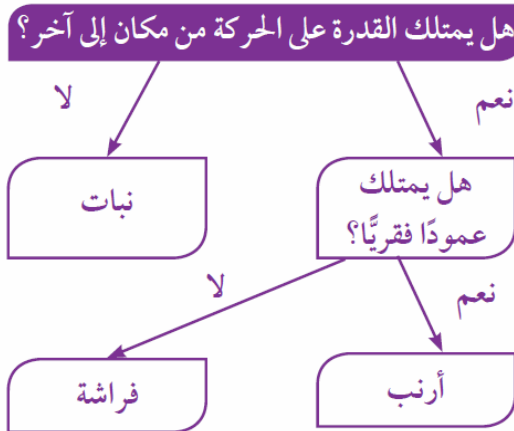 هل يمتلك القدرة على الحركة من مكان إلى آخر؟
نعم
لا
هل يمتلك
عمودًا فقريًّا؟
نبات
نعم
لا
أرنب
فراشة